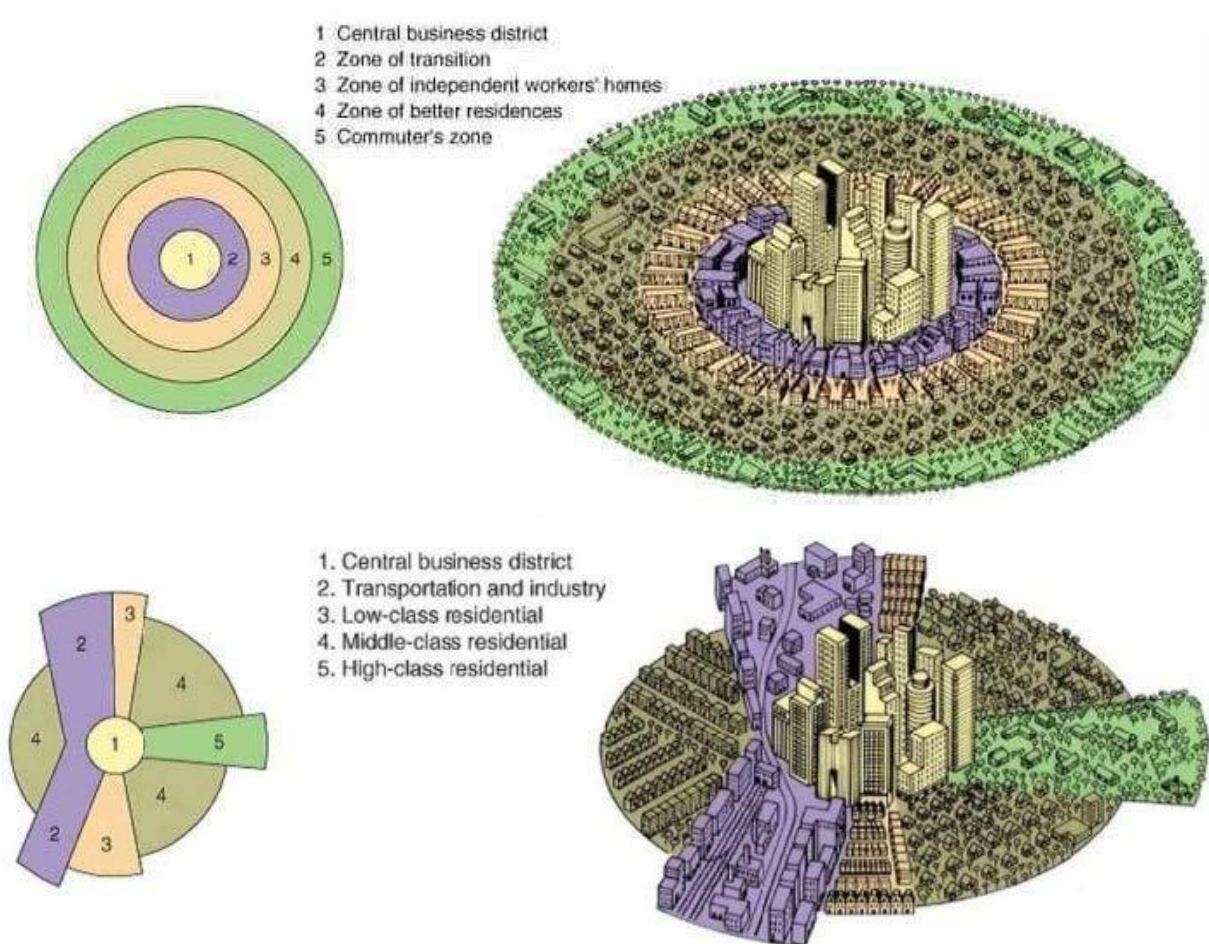 1 Central business district
2 Zone of transition
3 Zone of independent workers' homes
4 Zone of better residences
5 Commuter's zone
1 2 3 4 5
1. Central business district
2. Transportation and industry
3. Low-class residential
4. Middle-class residential
5. High-class residential
3
2
4
4
1
5
4
2
3